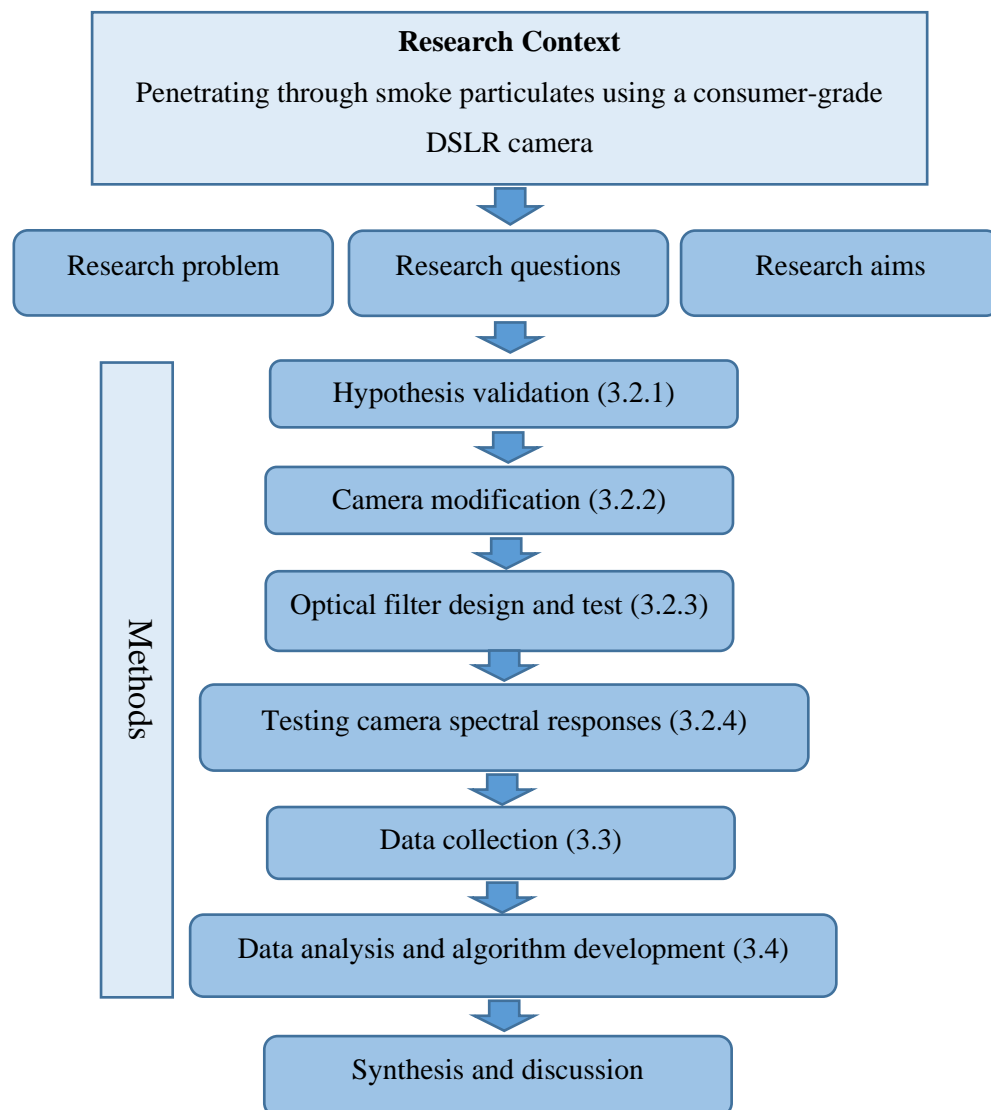 Research Context
Penetrating through smoke particulates using a consumer-grade
DSLR camera
Research problem
Research questions
Research aims
Methods
Hypothesis validation (3.2.1)
Camera modification (3.2.2)
Optical filter design and test (3.2.3)
Testing camera spectral responses (3.2.4)
Data collection (3.3)
Data analysis and algorithm development (3.4)
Synthesis and discussion